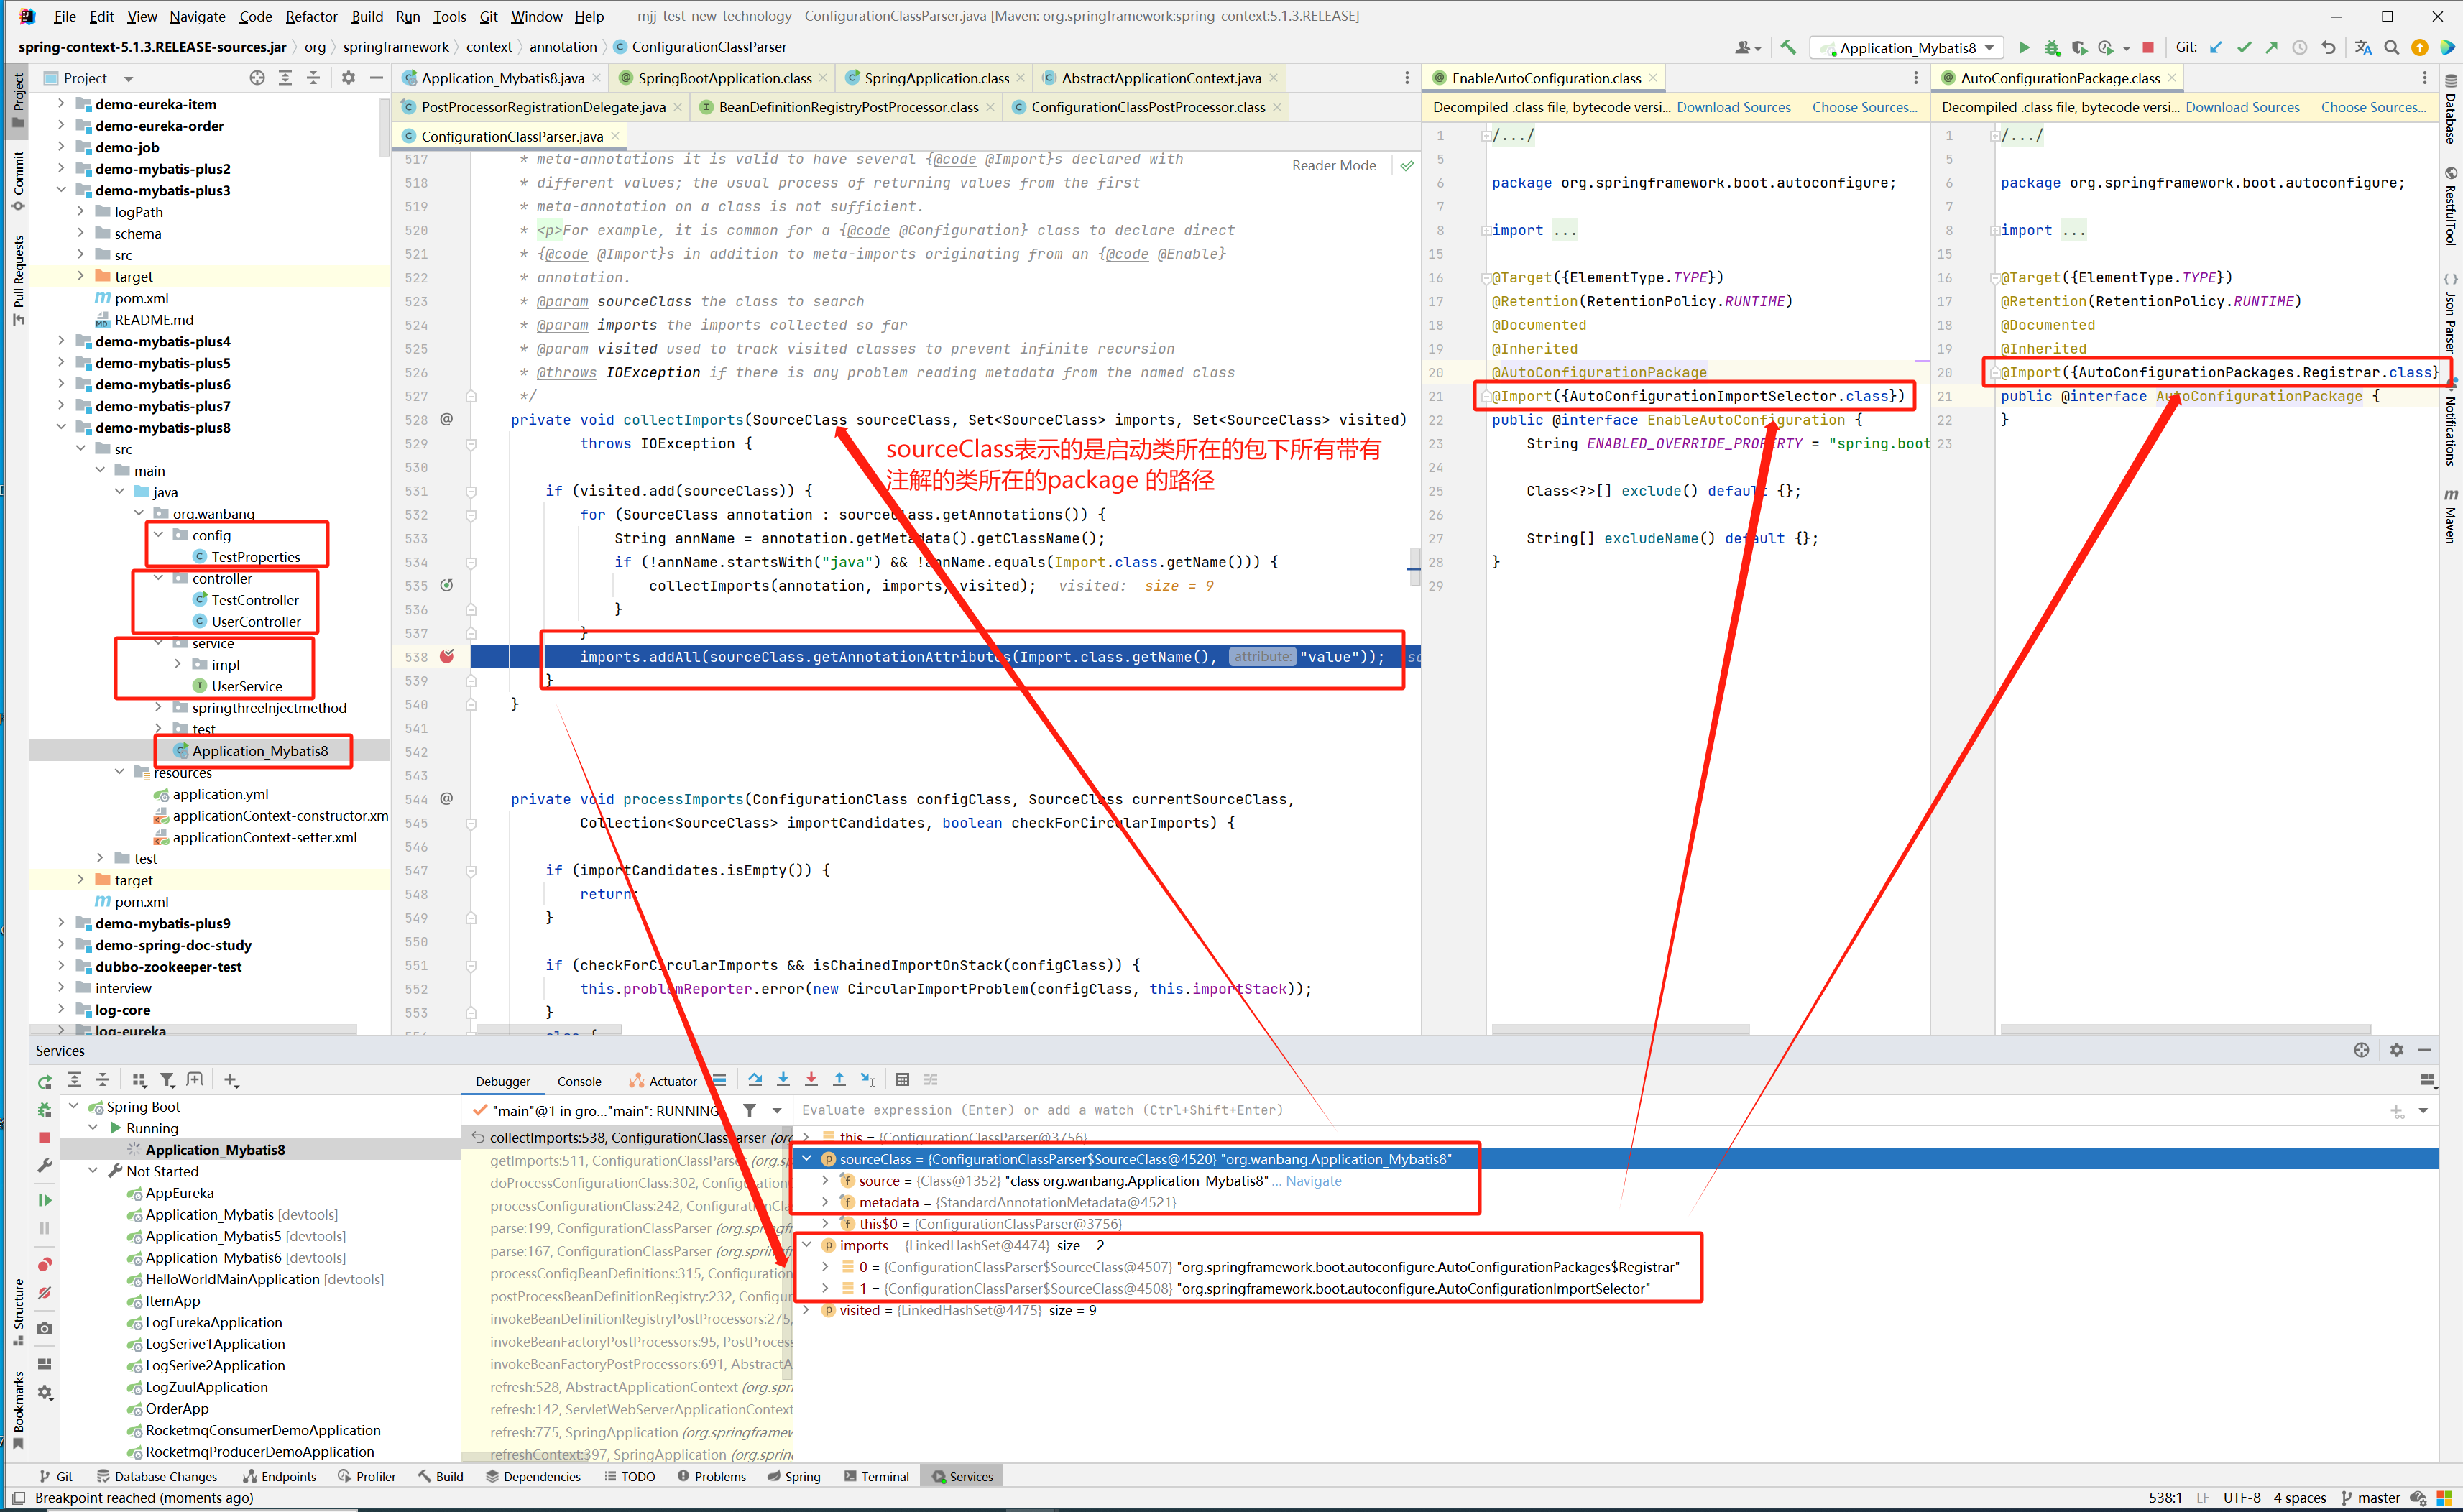 File Edit View Navigate Code Refactor Build Run Tools Git Window Help mjj-test-new-technology - ConfigurationClassParser.java [Maven: org.springframework:spring-context:5.1.3.RELEASE]
spring-context-5.1.3.RELEASE-sources.jar org springframework context annotation ConfigurationClassParser Application_Mybatis8 Git:
Project
Commit
Pull Requests
Structure
Bookmarks
Project
demo-eureka-item
demo-eureka-order
demo-job
demo-mybatis-plus2
demo-mybatis-plus3
logPath
schema
src
target
pom.xml
README.md
demo-mybatis-plus4
demo-mybatis-plus5
demo-mybatis-plus6
demo-mybatis-plus7
demo-mybatis-plus8
src
main
java
org.wanbang
config
TestProperties
controller
TestController
UserController
service
impl
UserService
springthreeInjectmethod
test
Application_Mybatis8
resources
application.yml
applicationContext-constructor.xml
applicationContext-setter.xml
test
target
pom.xml
demo-mybatis-plus9
demo-spring-doc-study
dubbo-zookeeper-test
interview
log-core
log-eureka
Application_Mybatis8.java SpringBootApplication.class SpringApplication.class AbstractApplicationContext.java
PostProcessorRegistrationDelegate.java BeanDefinitionRegistryPostProcessor.class ConfigurationClassPostProcessor.class
ConfigurationClassParser.java
Reader Mode
517 * meta-annotations it is valid to have several {@code @Import}s declared with
518 * different values; the usual process of returning values from the first
519 * meta-annotation on a class is not sufficient.
520 * <p>For example, it is common for a {@code @Configuration} class to declare direct
521 * {@code @Import}s in addition to meta-imports originating from an {@code @Enable}
522 * annotation.
523 * @param sourceClass the class to search
524 * @param imports the imports collected so far
525 * @param visited used to track visited classes to prevent infinite recursion
526 * @throws IOException if there is any problem reading metadata from the named class
527 */
528 @ private void collectImports(SourceClass sourceClass, Set<SourceClass> imports, Set<SourceClass> visited)
529 throws IOException {
sourceClass表示的是启动类所在的包下所有带有
注解的类所在的package 的路径
530
531 if (visited.add(sourceClass)) {
532 for (SourceClass annotation : sourceClass.getAnnotations()) {
533 String annName = annotation.getMetadata().getClassName();
534 if (!annName.startsWith("java") && !annName.equals(Import.class.getName())) {
535 collectImports(annotation, imports, visited); visited: size = 9
536 }
537 }
538 imports.addAll(sourceClass.getAnnotationAttributes(Import.class.getName(), attribute: "value"));
539 }
540 }
541
542
543
544 @ private void processImports(ConfigurationClass configClass, SourceClass currentSourceClass,
545 Collection<SourceClass> importCandidates, boolean checkForCircularImports) {
546
547 if (importCandidates.isEmpty()) {
548 return;
549 }
550
551 if (checkForCircularImports && isChainedImportOnStack(configClass)) {
552 this.problemReporter.error(new CircularImportProblem(configClass, this.importStack));
553 }
554 else {
EnableAutoConfiguration.class
Decompiled .class file, bytecode versi... Download Sources Choose Sources...
1 /.../
5
6 package org.springframework.boot.autoconfigure;
7
8 import ...
15
16 @Target({ElementType.TYPE})
17 @Retention(RetentionPolicy.RUNTIME)
18 @Documented
19 @Inherited
20 @AutoConfigurationPackage
21 @Import({AutoConfigurationImportSelector.class})
22 public @interface EnableAutoConfiguration {
23 String ENABLED_OVERRIDE_PROPERTY = "spring.boot
24
25 Class<?>[] exclude() default {};
26
27 String[] excludeName() default {};
28 }
29
AutoConfigurationPackage.class
Decompiled .class file, bytecode versi... Download Sources Choose Sources...
1 /.../
5
6 package org.springframework.boot.autoconfigure;
7
8 import ...
15
16 @Target({ElementType.TYPE})
17 @Retention(RetentionPolicy.RUNTIME)
18 @Documented
19 @Inherited
20 @Import({AutoConfigurationPackages.Registrar.class}
21 public @interface AutoConfigurationPackage {
22 }
23
Database
RestfulTool
Json Parser
Notifications
Maven
Services
Spring Boot
Running
Application_Mybatis8
Not Started
AppEureka
Application_Mybatis [devtools]
Application_Mybatis5 [devtools]
Application_Mybatis6 [devtools]
HelloWorldMainApplication [devtools]
ItemApp
LogEurekaApplication
LogSerive1Application
LogSerive2Application
LogZuulApplication
OrderApp
RocketmqConsumerDemoApplication
RocketmqProducerDemoApplication
Debugger Console Actuator
"main"@1 in gro..."main": RUNNING
collectImports:538, ConfigurationClassParser (org
getImports:511, ConfigurationClassParser (org.sp
doProcessConfigurationClass:302, Configuration
processConfigurationClass:242, ConfigurationCla
parse:199, ConfigurationClassParser (org.springfr
parse:167, ConfigurationClassParser (org.springfr
processConfigBeanDefinitions:315, Configuration
postProcessBeanDefinitionRegistry:232, Configur
invokeBeanDefinitionRegistryPostProcessors:275,
invokeBeanFactoryPostProcessors:95, PostProcess
invokeBeanFactoryPostProcessors:691, AbstractA
refresh:528, AbstractApplicationContext (org.spri
refresh:142, ServletWebServerApplicationContext
refresh:775, SpringApplication (org.springframew
refreshContext:397, SpringApplication (org.spring
Evaluate expression (Enter) or add a watch (Ctrl+Shift+Enter)
this = {ConfigurationClassParser@3756}
sourceClass = {ConfigurationClassParser$SourceClass@4520} "org.wanbang.Application_Mybatis8"
source = {Class@1352} "class org.wanbang.Application_Mybatis8" ... Navigate
metadata = {StandardAnnotationMetadata@4521}
this$0 = {ConfigurationClassParser@3756}
imports = {LinkedHashSet@4474} size = 2
0 = {ConfigurationClassParser$SourceClass@4507} "org.springframework.boot.autoconfigure.AutoConfigurationPackages$Registrar"
1 = {ConfigurationClassParser$SourceClass@4508} "org.springframework.boot.autoconfigure.AutoConfigurationImportSelector"
visited = {LinkedHashSet@4475} size = 9
Git Database Changes Endpoints Profiler Build Dependencies TODO Problems Spring Terminal Services
Breakpoint reached (moments ago) 538:1 LF UTF-8 4 spaces master